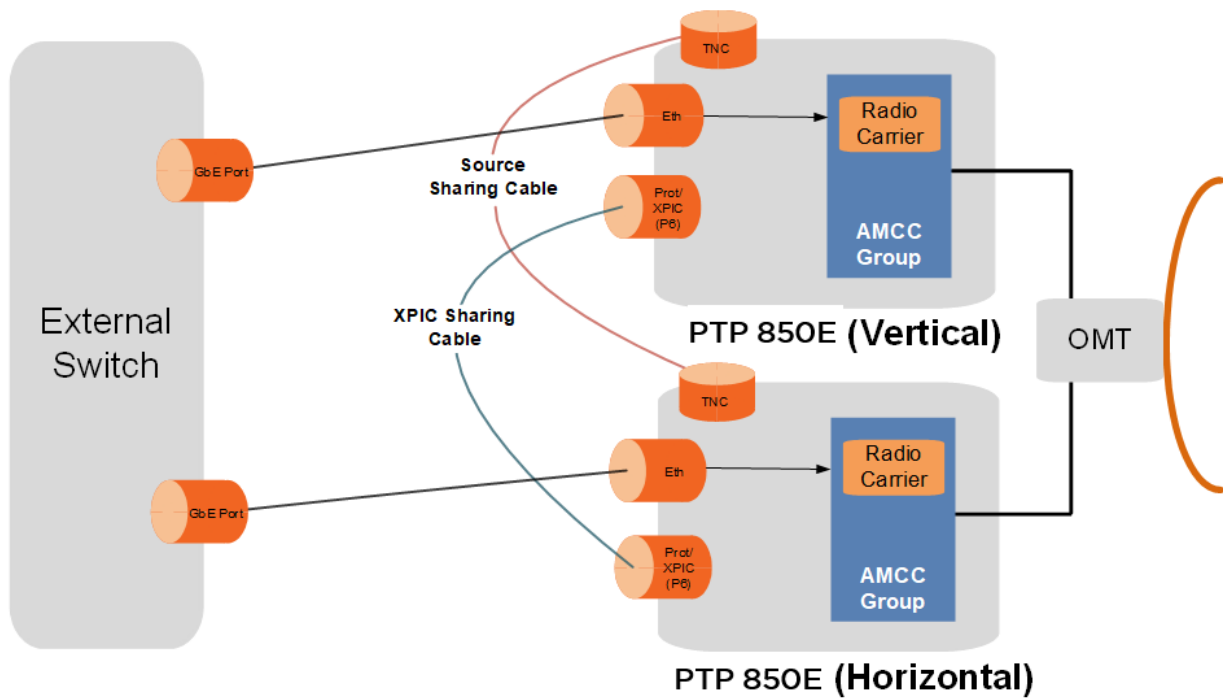 TNC
Eth
Radio
Carrier
GbE Port
Source
Sharing Cable
Prot/
XPIC
(P6)
AMCC
Group
External
Switch
XPIC Sharing
Cable
PTP 850E (Vertical)
OMT
TNC
Eth
Radio
Carrier
GbE Port
Prot/
XPIC
(P6)
AMCC
Group
PTP 850E (Horizontal)